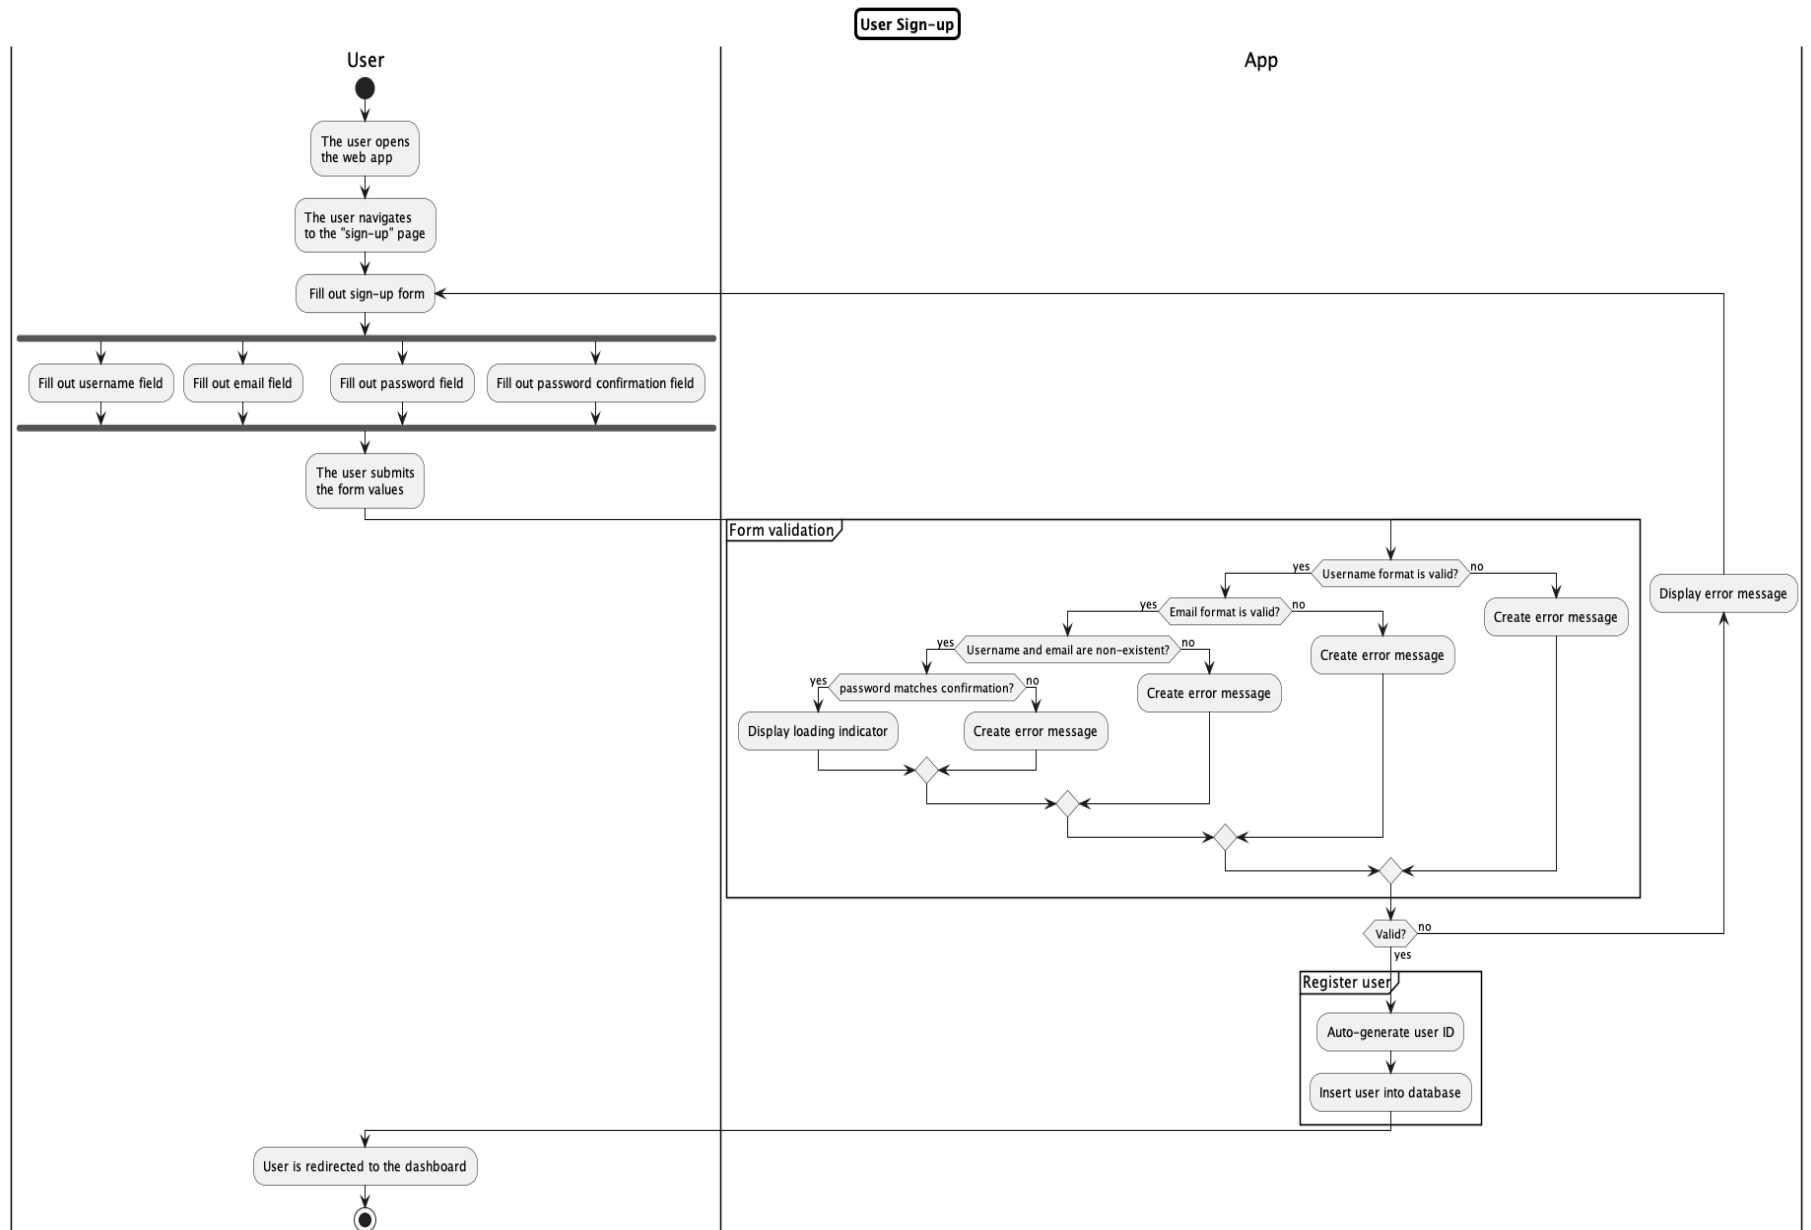 User Sign-up
User
App
The user opens
the web app
The user navigates
to the "sign-up" page
Fill out sign-up form
Fill out username field
Fill out email field
Fill out password field
Fill out password confirmation field
The user submits
the form values
Form validation
yes
Username format is valid?
no
Display error message
yes
Email format is valid?
no
Create error message
yes
Username and email are non-existent?
no
Create error message
yes
password matches confirmation?
no
Create error message
Display loading indicator
Create error message
Valid?
no
yes
Register user
Auto-generate user ID
Insert user into database
User is redirected to the dashboard